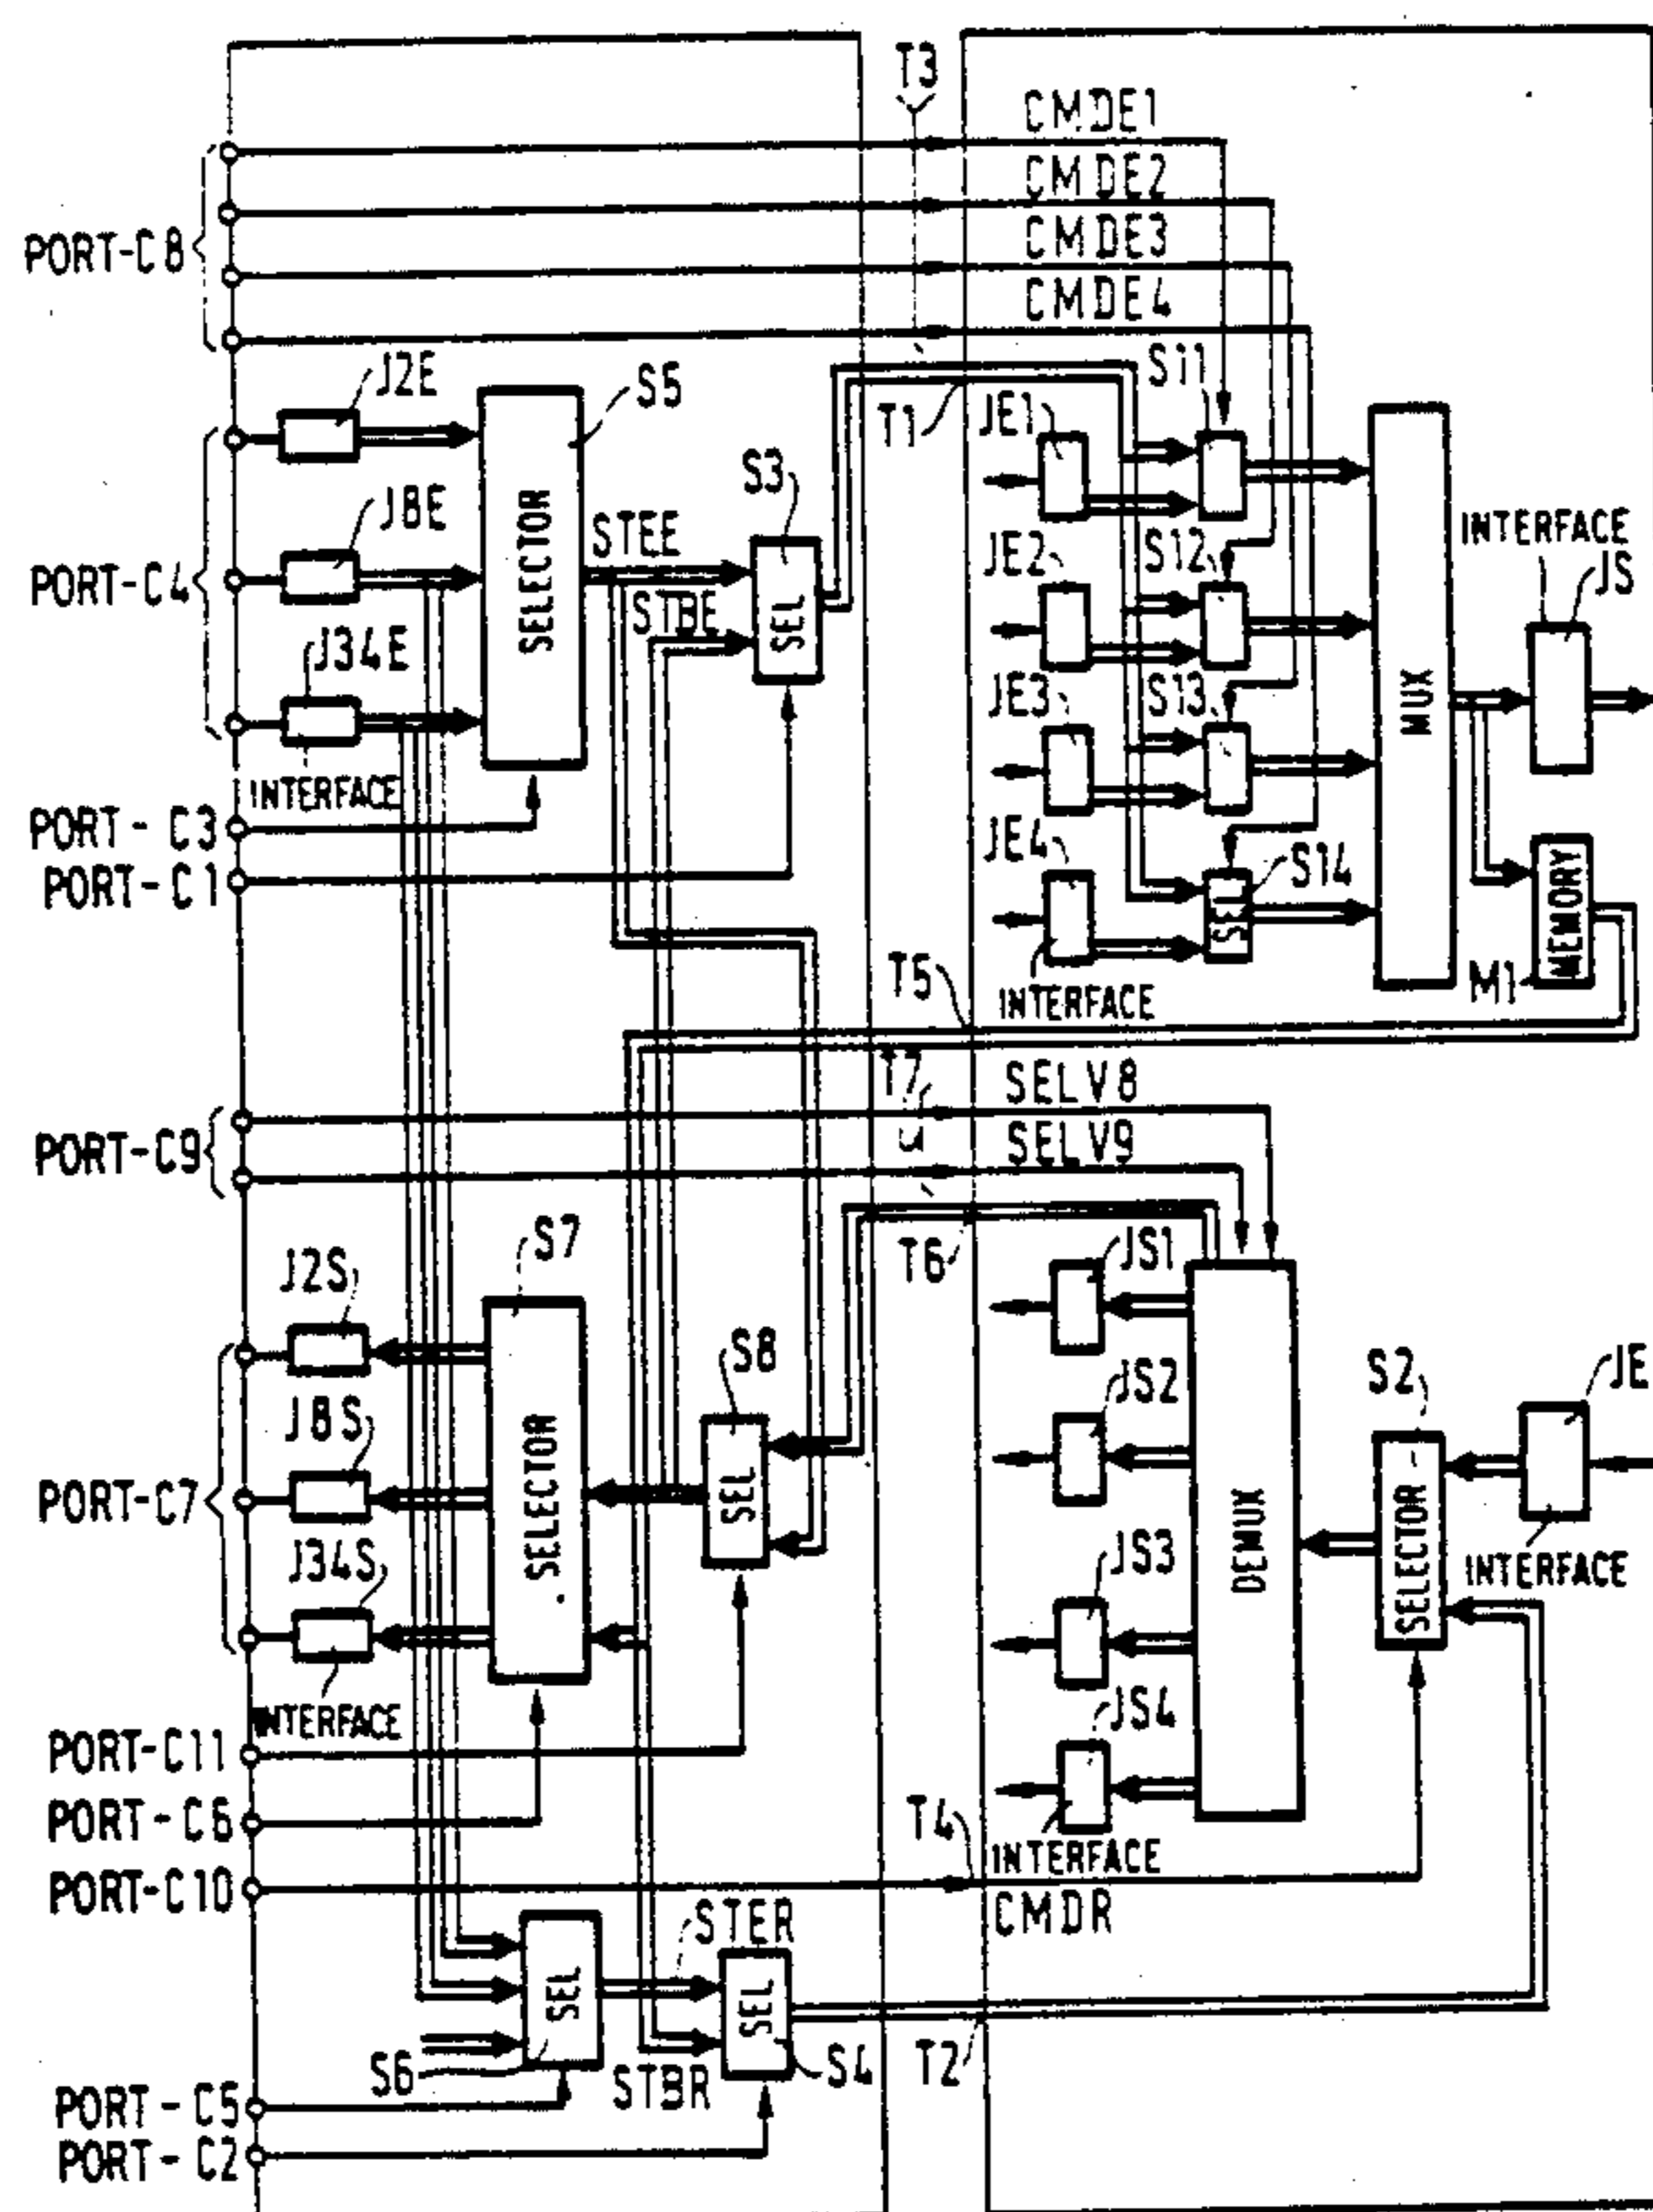 T3
CMDE1
CMDE2
PORT-C8
CMDE3
CMDE4
J2E
S5
S11
T1
JE1
J8E
S3
SELECTOR
STEE
PORT-C4
STBE
SEL
JE2
S12
INTERFACE
JS
J34E
JE3
S13
MUX
INTERFACE
PORT-C3
PORT-C1
JE4
S14
SEL
MEMORY
M1
T5
INTERFACE
T7
SELV8
PORT-C9
SELV9
T6
S7
J2S
JS1
S8
JS2
S2
JE
J8S
PORT-C7
SELECTOR
SEL
DEMUX
SELECTOR
INTERFACE
J34S
JS3
INTERFACE
JS4
PORT-C11
PORT-C6
T4
INTERFACE
PORT-C10
CMDR
STER
SEL
SEL
S6
STBR
S4
T2
PORT-C5
PORT-C2